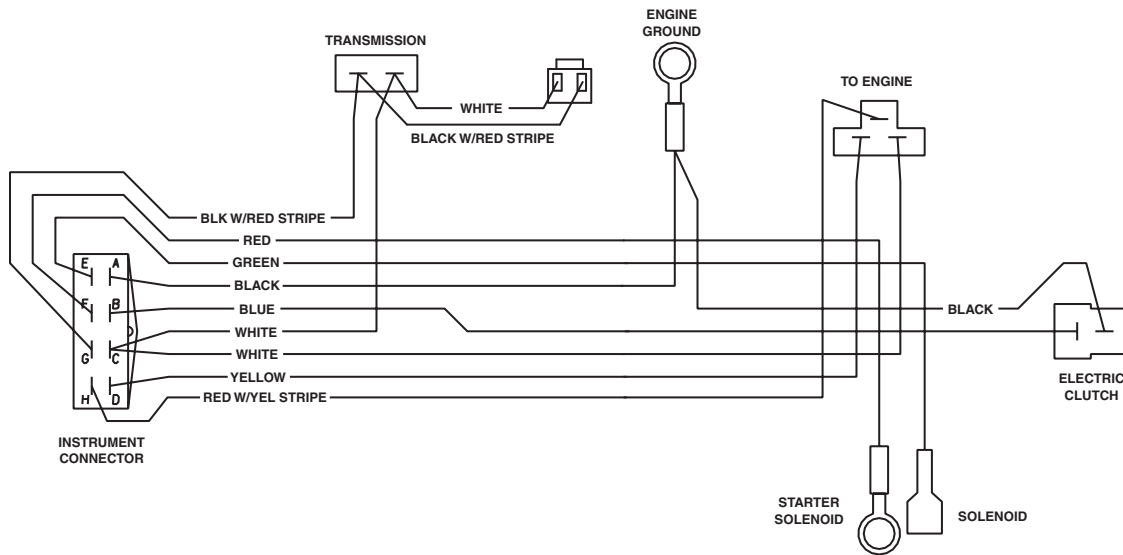 ENGINE
GROUND
TRANSMISSION
TO ENGINE
WHITE
BLACK W/RED STRIPE
BLK W/RED STRIPE
RED
GREEN
E A
BLACK
F B
BLUE
BLACK
WHITE
WHITE
G C
YELLOW
H D
RED W/YEL STRIPE
ELECTRIC
CLUTCH
INSTRUMENT
CONNECTOR
STARTER
SOLENOID
SOLENOID